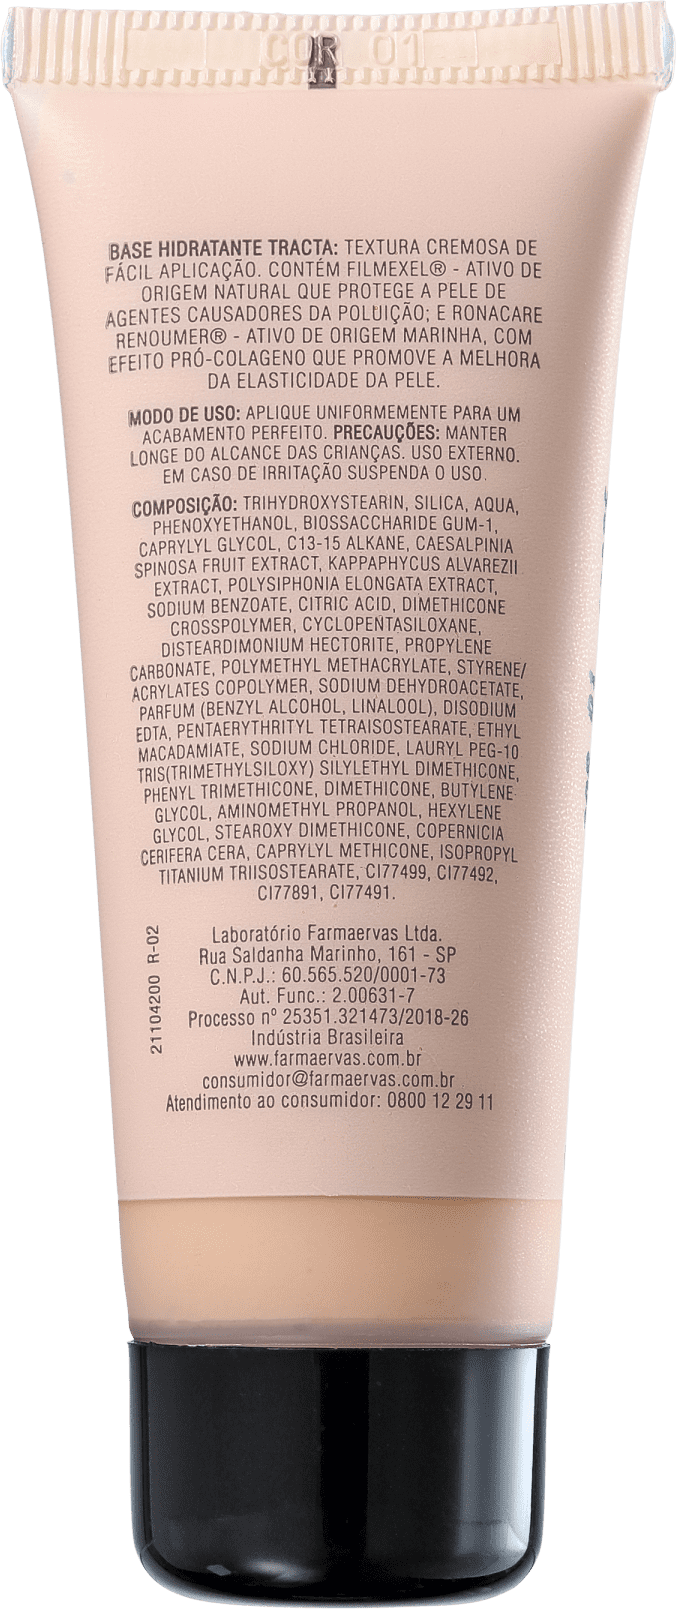 COR 01
BASE HIDRATANTE TRACTA: TEXTURA CREMOSA DE
FÁCIL APLICAÇÃO. CONTÉM FILMEXEL® - ATIVO DE
ORIGEM NATURAL QUE PROTEGE A PELE DE
AGENTES CAUSADORES DA POLUIÇÃO; E RONACARE
RENOUMER® - ATIVO DE ORIGEM MARINHA, COM
EFEITO PRÓ-COLAGENO QUE PROMOVE A MELHORA
DA ELASTICIDADE DA PELE.
MODO DE USO: APLIQUE UNIFORMEMENTE PARA UM
ACABAMENTO PERFEITO. PRECAUÇÕES: MANTER
LONGE DO ALCANCE DAS CRIANÇAS. USO EXTERNO.
EM CASO DE IRRITAÇÃO SUSPENDA O USO.
COMPOSIÇÃO: TRIHYDROXYSTEARIN, SILICA, AQUA,
PHENOXYETHANOL, BIOSSACCHARIDE GUM-1,
CAPRYLYL GLYCOL, C13-15 ALKANE, CAESALPINIA
SPINOSA FRUIT EXTRACT, KAPPAPHYCUS ALVAREZII
EXTRACT, POLYSIPHONIA ELONGATA EXTRACT,
SODIUM BENZOATE, CITRIC ACID, DIMETHICONE
CROSSPOLYMER, CYCLOPENTASILOXANE,
DISTEARDIMONIUM HECTORITE, PROPYLENE
CARBONATE, POLYMETHYL METHACRYLATE, STYRENE/
ACRYLATES COPOLYMER, SODIUM DEHYDROACETATE,
PARFUM (BENZYL ALCOHOL, LINALOOL), DISODIUM
EDTA, PENTAERYTHRITYL TETRAISOSTEARATE, ETHYL
MACADAMIATE, SODIUM CHLORIDE, LAURYL PEG-10
TRIS(TRIMETHYLSILOXY) SILYLETHYL DIMETHICONE,
PHENYL TRIMETHICONE, DIMETHICONE, BUTYLENE
GLYCOL, AMINOMETHYL PROPANOL, HEXYLENE
GLYCOL, STEAROXY DIMETHICONE, COPERNICIA
CERIFERA CERA, CAPRYLYL METHICONE, ISOPROPYL
TITANIUM TRIISOSTEARATE, CI77499, CI77492,
CI77891, CI77491.
21104200 R-02
Laboratório Farmaervas Ltda.
Rua Saldanha Marinho, 161 - SP
C.N.P.J.: 60.565.520/0001-73
Aut. Func.: 2.00631-7
Processo nº 25351.321473/2018-26
Indústria Brasileira
www.farmaervas.com.br
consumidor@farmaervas.com.br
Atendimento ao consumidor: 0800 12 29 11